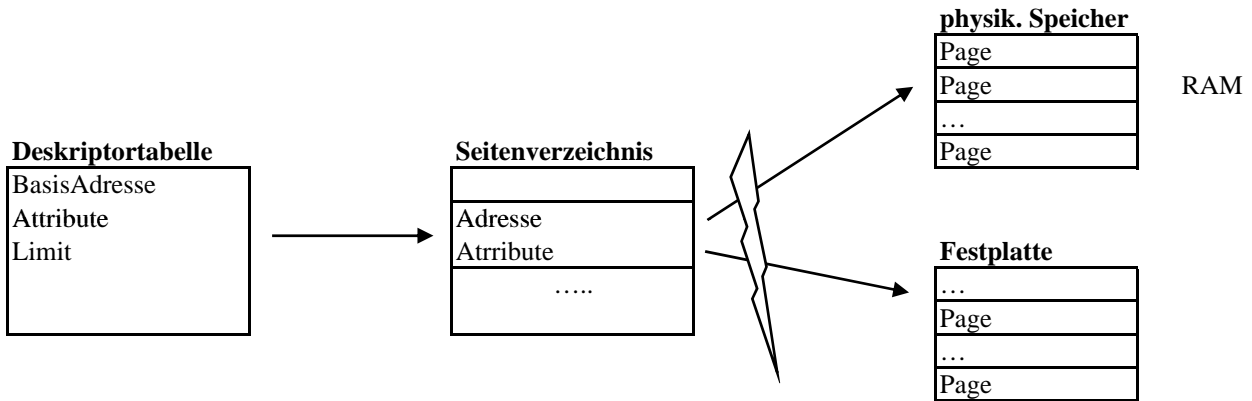 Deskriptortabelle
BasisAdresse
Attribute
Limit
Seitenverzeichnis
Adresse
Atrribute
…..
physik. Speicher
Page
Page
…
Page
RAM
Festplatte
…
Page
…
Page